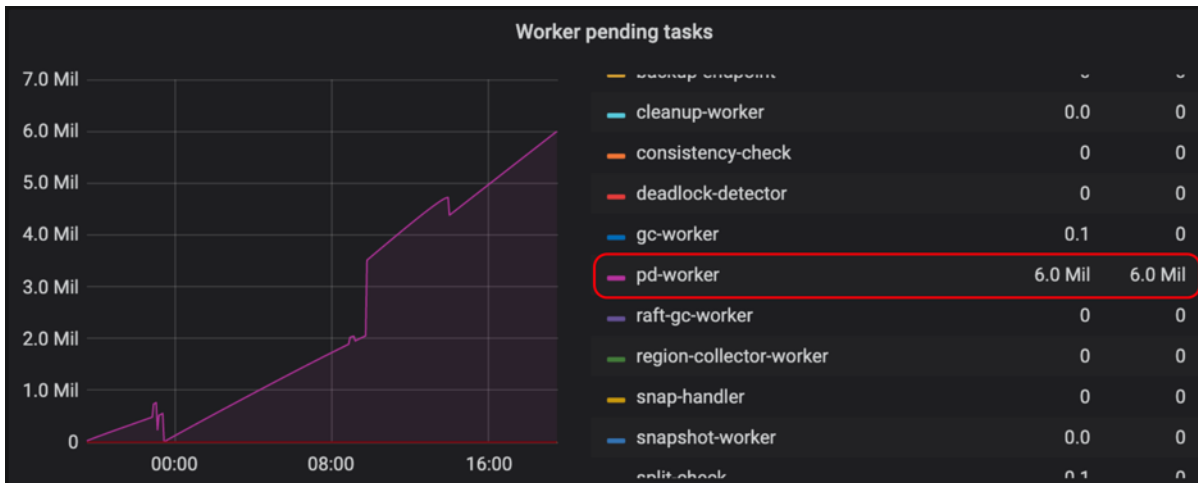 Worker pending tasks
7.0 Mil
6.0 Mil
5.0 Mil
4.0 Mil
3.0 Mil
2.0 Mil
1.0 Mil
0
00:00 08:00 16:00
cleanup-worker 0.0 0
consistency-check 0 0
deadlock-detector 0 0
gc-worker 0.1 0
pd-worker 6.0 Mil 6.0 Mil
raft-gc-worker 0 0
region-collector-worker 0 0
snap-handler 0 0
snapshot-worker 0.0 0